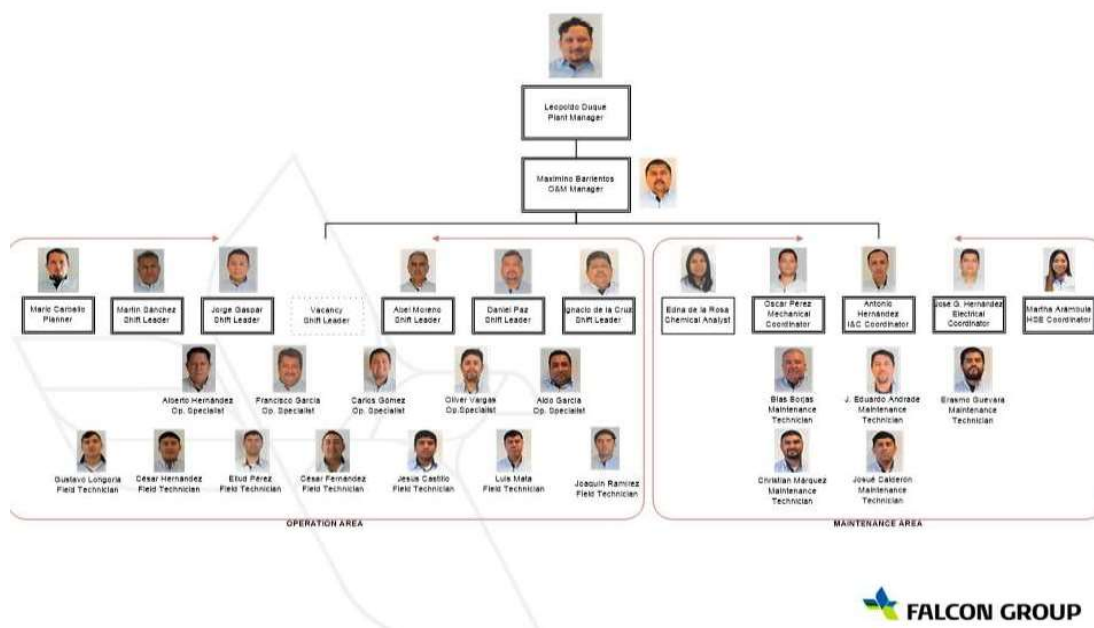 Leopoldo Duque
Plant Manager
Maximino Barrientos
O&M Manager
Mario Carballo
Planner
Martín Sánchez
Shift Leader
Jorge Gaspar
Shift Leader
Vacancy
Shift Leader
Abel Moreno
Shift Leader
Daniel Paz
Shift Leader
Ignacio de la Cruz
Shift Leader
Edna de la Rosa
Chemical Analyst
Oscar Pérez
Mechanical
Coordinator
Antonio
Hernández
I&C Coordinator
José G. Hernández
Electrical
Coordinator
Martha Arámbula
HSE Coordinator
Alberto Hernández
Op. Specialist
Francisco García
Op. Specialist
Carlos Gómez
Op. Specialist
Oliver Vargas
Op.Specialist
Aldo García
Op. Specialist
Blas Borjas
Maintenance
Technician
J. Eduardo Andrade
Maintenance
Technician
Erasmo Guevara
Maintenance
Technician
Gustavo Longoria
Field Technician
César Hernández
Field Technician
Eliud Pérez
Field Technician
César Fernández
Field Technician
Jesús Castillo
Field Technician
Luis Mata
Field Technician
Joaquín Ramírez
Field Technician
Christian Márquez
Maintenance
Technician
Josué Calderón
Maintenance
Technician
OPERATION AREA
MAINTENANCE AREA
FALCON GROUP